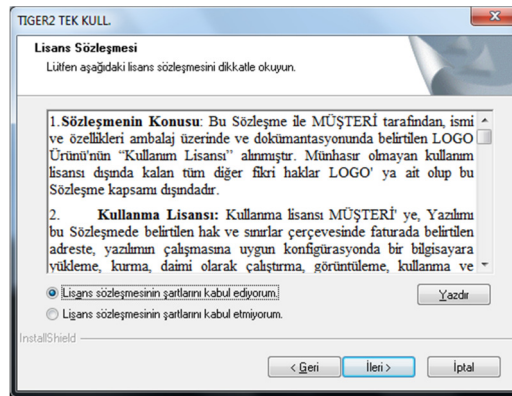 TIGER2 TEK KULL.
Lisans Sözleşmesi
Lütfen aşağıdaki lisans sözleşmesini dikkatle okuyun.
1.Sözleşmenin Konusu: Bu Sözleşme ile MÜŞTERİ tarafından, ismi
ve özellikleri ambalaj üzerinde ve dokümantasyonunda belirtilen LOGO
Ürünü'nün “Kullanım Lisansı” alınmıştır. Münhasır olmayan kullanım
lisansı dışında kalan tüm diğer fikri haklar LOGO' ya ait olup bu
Sözleşme kapsamı dışındadır.
2. Kullanma Lisansı: Kullanma lisansı MÜŞTERİ' ye, Yazılımı
bu Sözleşmede belirtilen hak ve sınırlar çerçevesinde faturada belirtilen
adreste, yazılımın çalışmasına uygun konfigürasyonda bir bilgisayara
yükleme, kurma, daimi olarak çalıştırma, görüntüleme, kullanma ve
Lisans sözleşmesinin şartlarını kabul ediyorum.
Yazdır
Lisans sözleşmesinin şartlarını kabul etmiyorum.
InstallShield
< Geri
İleri >
İptal